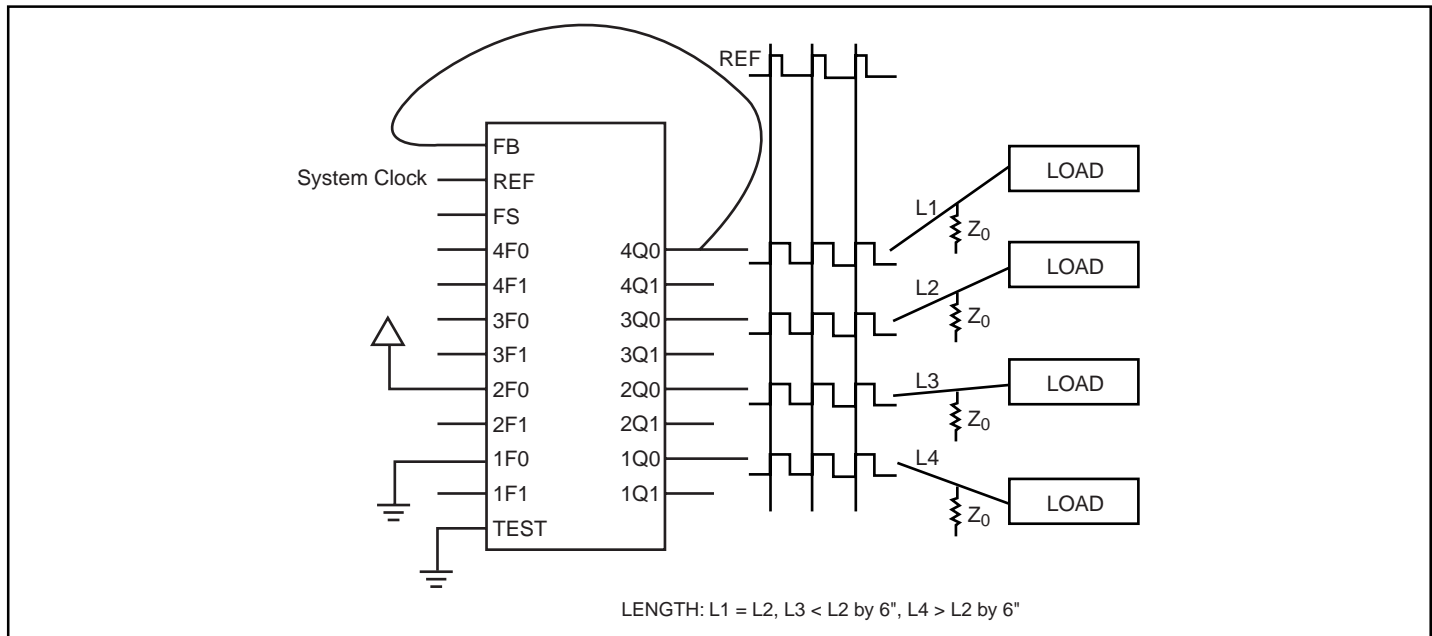 REF
FB
System Clock
REF
FS
4F0
4F1
3F0
3F1
2F0
2F1
1F0
1F1
TEST
4Q0
4Q1
3Q0
3Q1
2Q0
2Q1
1Q0
1Q1
L1
Z0
LOAD
L2
Z0
LOAD
L3
Z0
LOAD
L4
Z0
LOAD
LENGTH: L1 = L2, L3 < L2 by 6", L4 > L2 by 6"